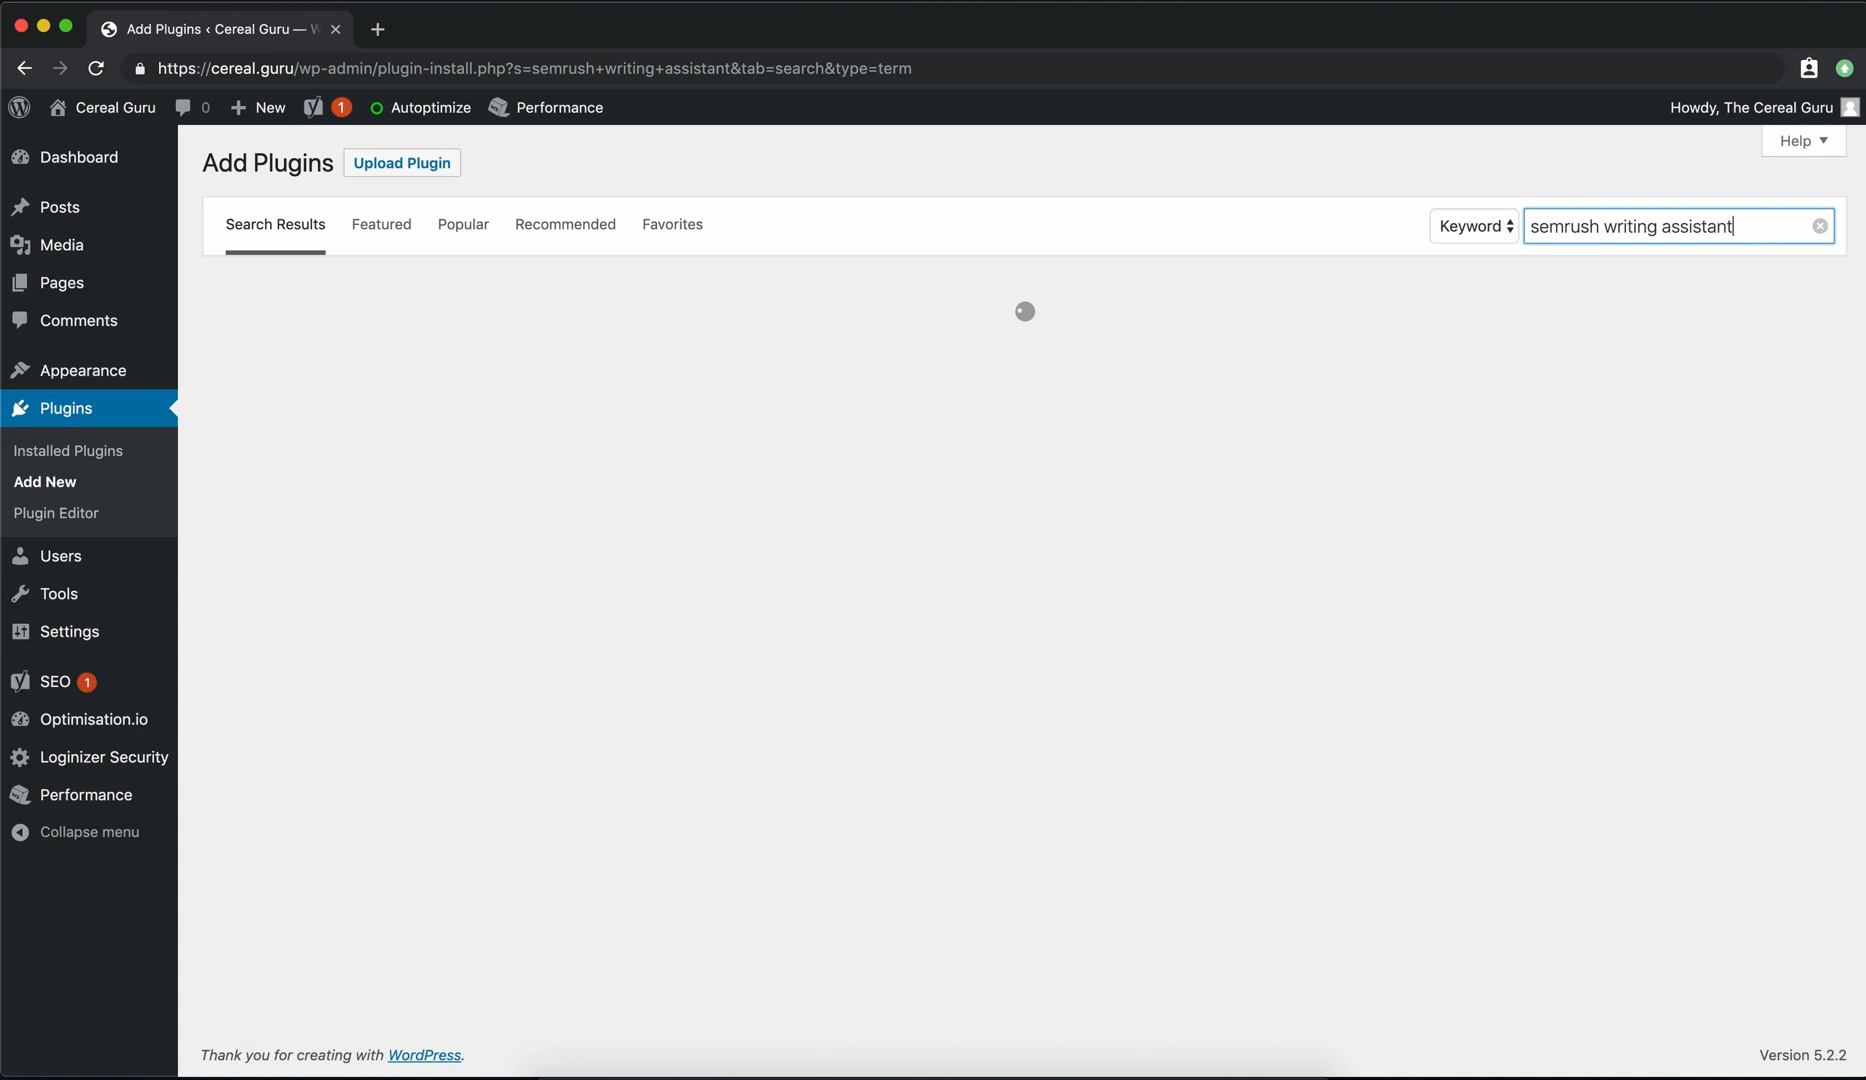 Add Plugins ‹ Cereal Guru — W
https://cereal.guru/wp-admin/plugin-install.php?s=semrush+writing+assistant&tab=search&type=term
Cereal Guru 0 New 1 Autoptimize Performance Howdy, The Cereal Guru
Help
Add Plugins Upload Plugin
Search Results Featured Popular Recommended Favorites Keyword semrush writing assistant
Dashboard
Posts
Media
Pages
Comments
Appearance
Plugins
Installed Plugins
Add New
Plugin Editor
Users
Tools
Settings
SEO 1
Optimisation.io
Loginizer Security
Performance
Collapse menu
Thank you for creating with WordPress. Version 5.2.2